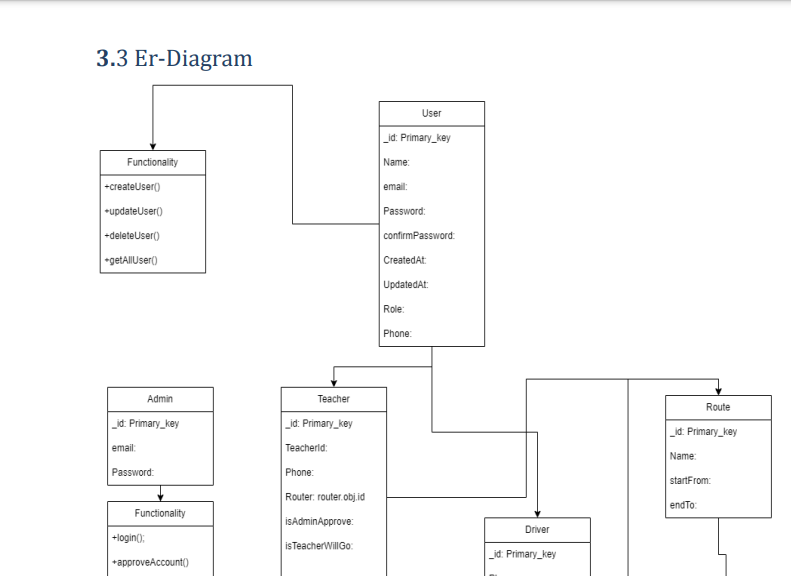 3.3 Er-Diagram
User
_id: Primary_key
Name:
email:
Password:
confirmPassword:
CreatedAt:
UpdatedAt:
Role:
Phone:
Functionality
+createUser()
+updateUser()
+deleteUser()
+getAllUser()
Admin
_id: Primary_key
email:
Password:
Functionality
+login();
+approveAccount()
Teacher
_id: Primary_key
TeacherId:
Phone:
Router: router.obj.id
isAdminApprove:
isTeacherWillGo:
Route
_id: Primary_key
Name:
startFrom:
endTo:
Driver
_id: Primary_key